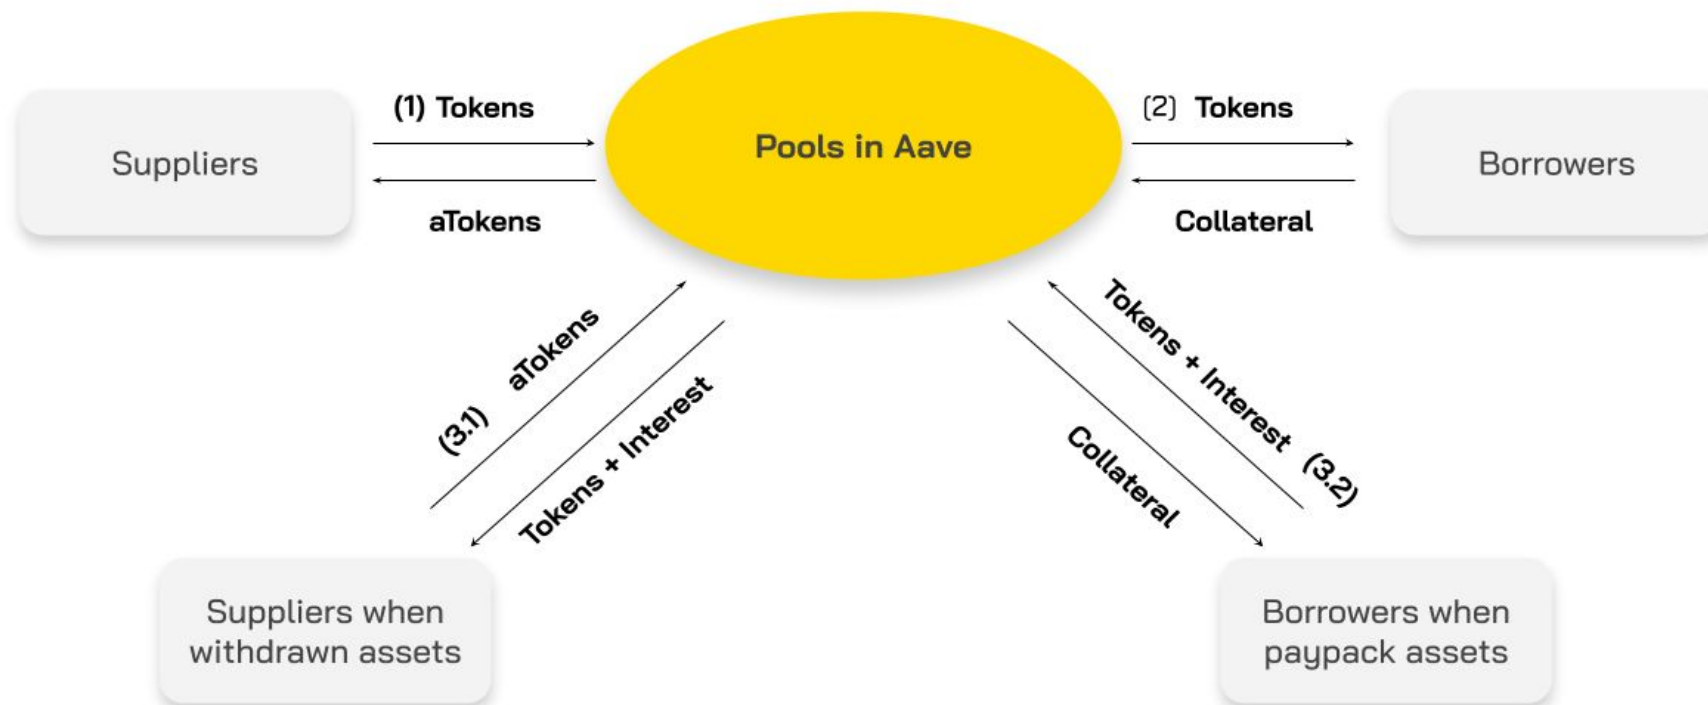 (1) Tokens
(2) Tokens
Suppliers
Pools in Aave
Borrowers
aTokens
Collateral
(3.1) aTokens
Tokens + Interest
Tokens + Interest (3.2)
Collateral
Suppliers when
withdrawn assets
Borrowers when
paypack assets